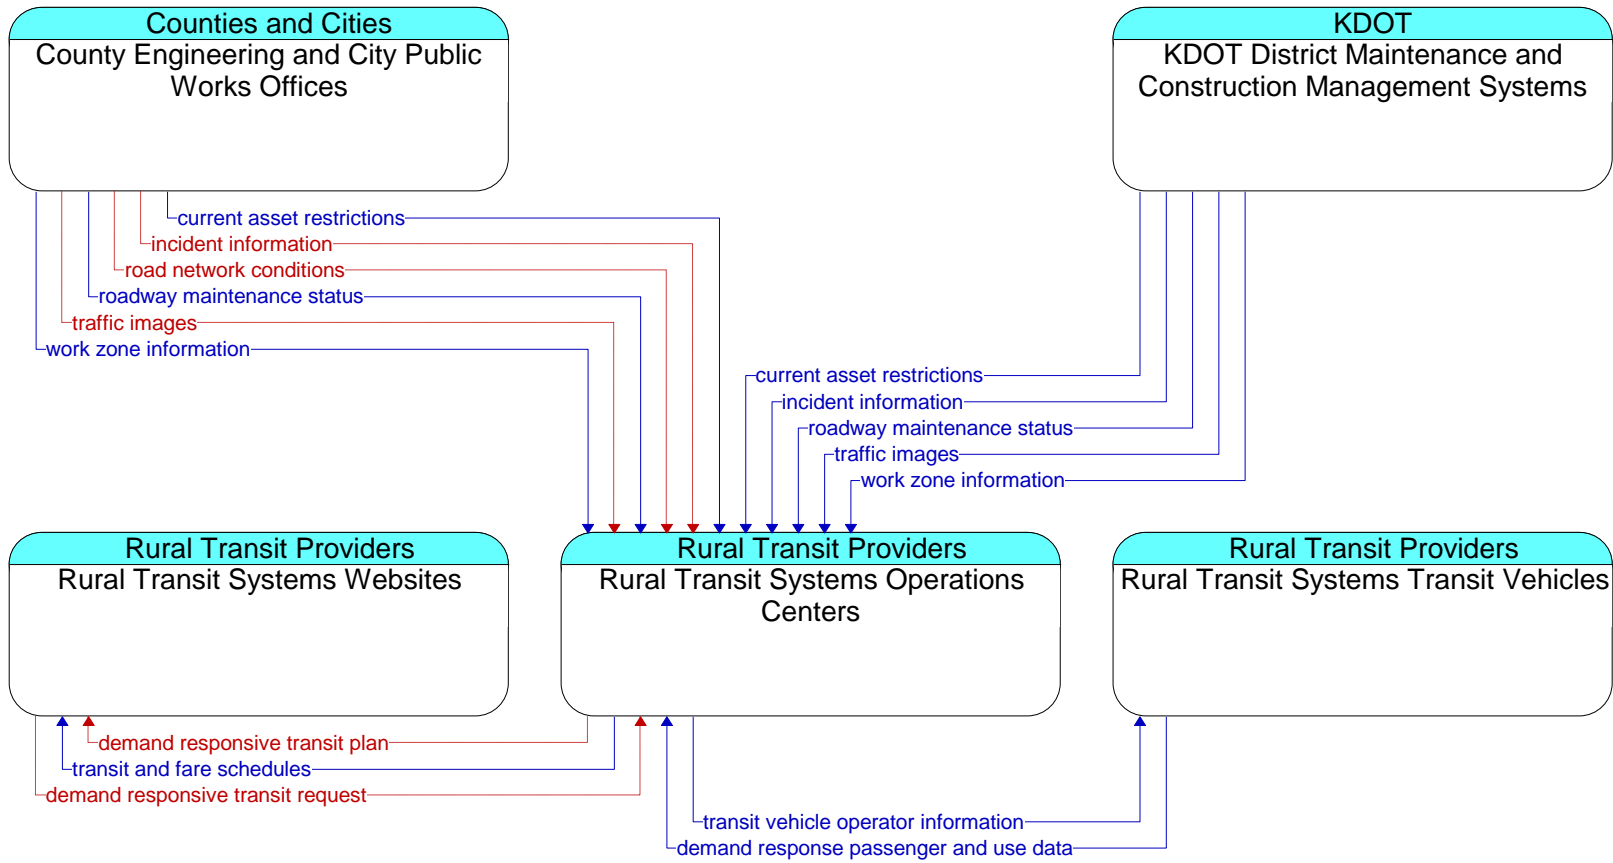 Counties and Cities
County Engineering and City Public
Works Offices
KDOT
KDOT District Maintenance and
Construction Management Systems
current asset restrictions
incident information
road network conditions
roadway maintenance status
traffic images
work zone information
current asset restrictions
incident information
roadway maintenance status
traffic images
work zone information
Rural Transit Providers
Rural Transit Systems Websites
Rural Transit Providers
Rural Transit Systems Operations
Centers
Rural Transit Providers
Rural Transit Systems Transit Vehicles
demand responsive transit plan
transit and fare schedules
demand responsive transit request
transit vehicle operator information
demand response passenger and use data